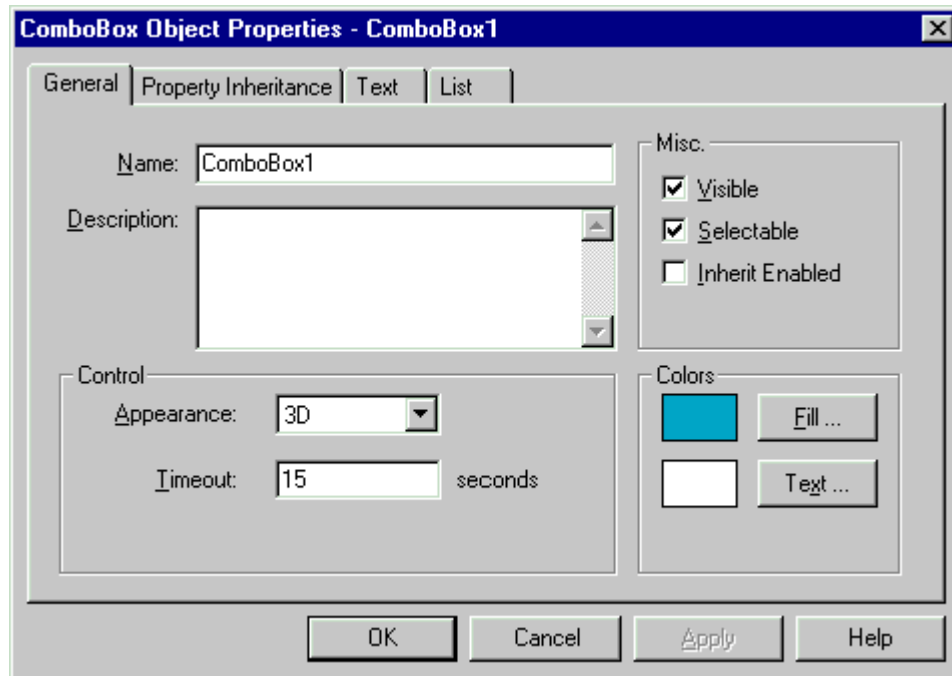 ComboBox Object Properties - ComboBox1
General Property Inheritance Text List
Name: ComboBox1
Description:
Misc.
Visible
Selectable
Inherit Enabled
Control
Appearance: 3D
Timeout: 15 seconds
Colors
Fill ...
Text ...
OK Cancel Apply Help